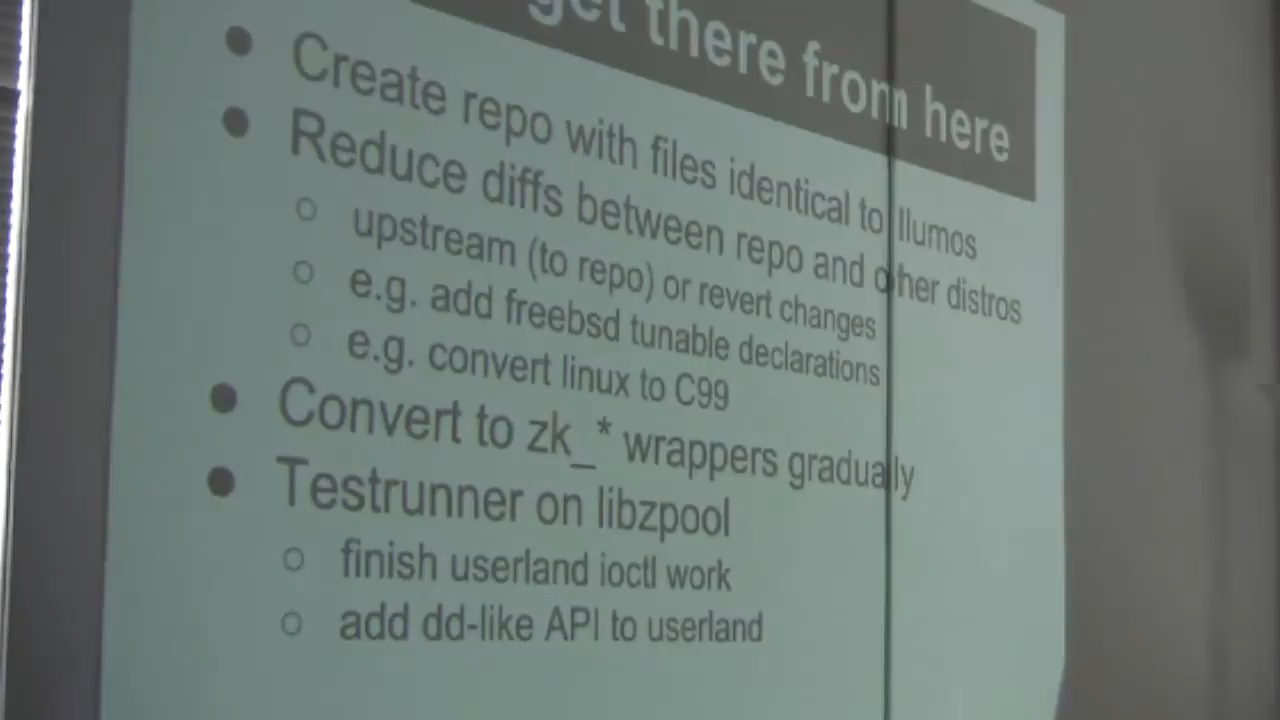 get there from here
Create repo with files identical to Illumos
Reduce diffs between repo and other distros
upstream (to repo) or revert changes
e.g. add freebsd tunable declarations
e.g. convert linux to C99
Convert to zk_* wrappers gradually
Testrunner on libzpool
finish userland ioctl work
add dd-like API to userland